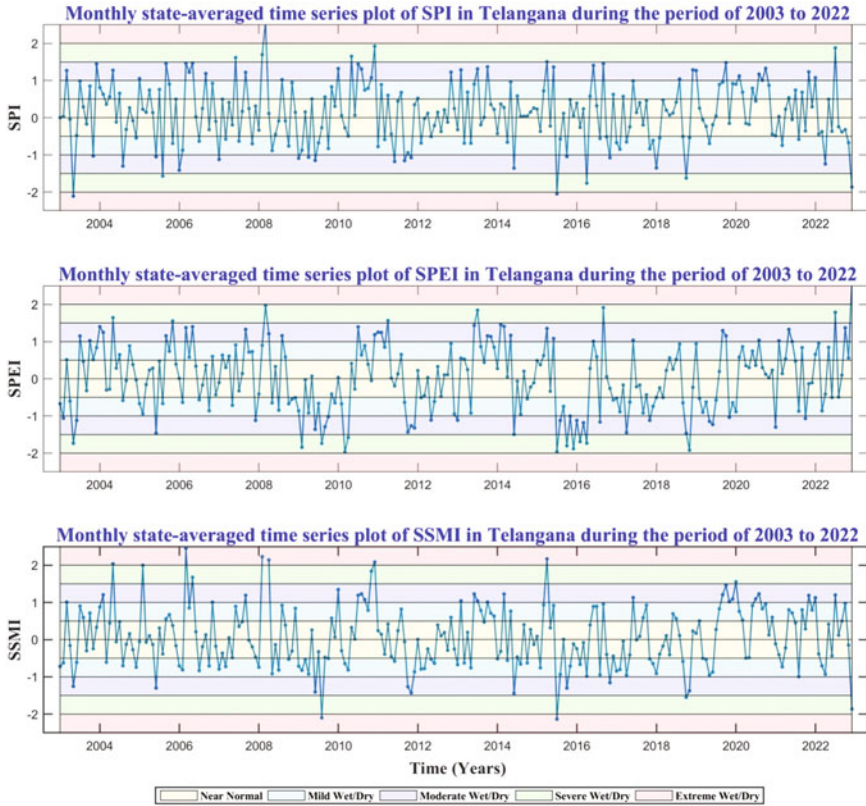 Monthly state-averaged time series plot of SPI in Telangana during the period of 2003 to 2022
2
1
0
-1
-2
SPI
2004 2006 2008 2010 2012 2014 2016 2018 2020 2022
Monthly state-averaged time series plot of SPEI in Telangana during the period of 2003 to 2022
2
1
0
-1
-2
SPEI
2004 2006 2008 2010 2012 2014 2016 2018 2020 2022
Monthly state-averaged time series plot of SSMI in Telangana during the period of 2003 to 2022
2
1
0
-1
-2
SSMI
2004 2006 2008 2010 2012 2014 2016 2018 2020 2022
Time (Years)
Near Normal Mild Wet/Dry Moderate Wet/Dry Severe Wet/Dry Extreme Wet/Dry